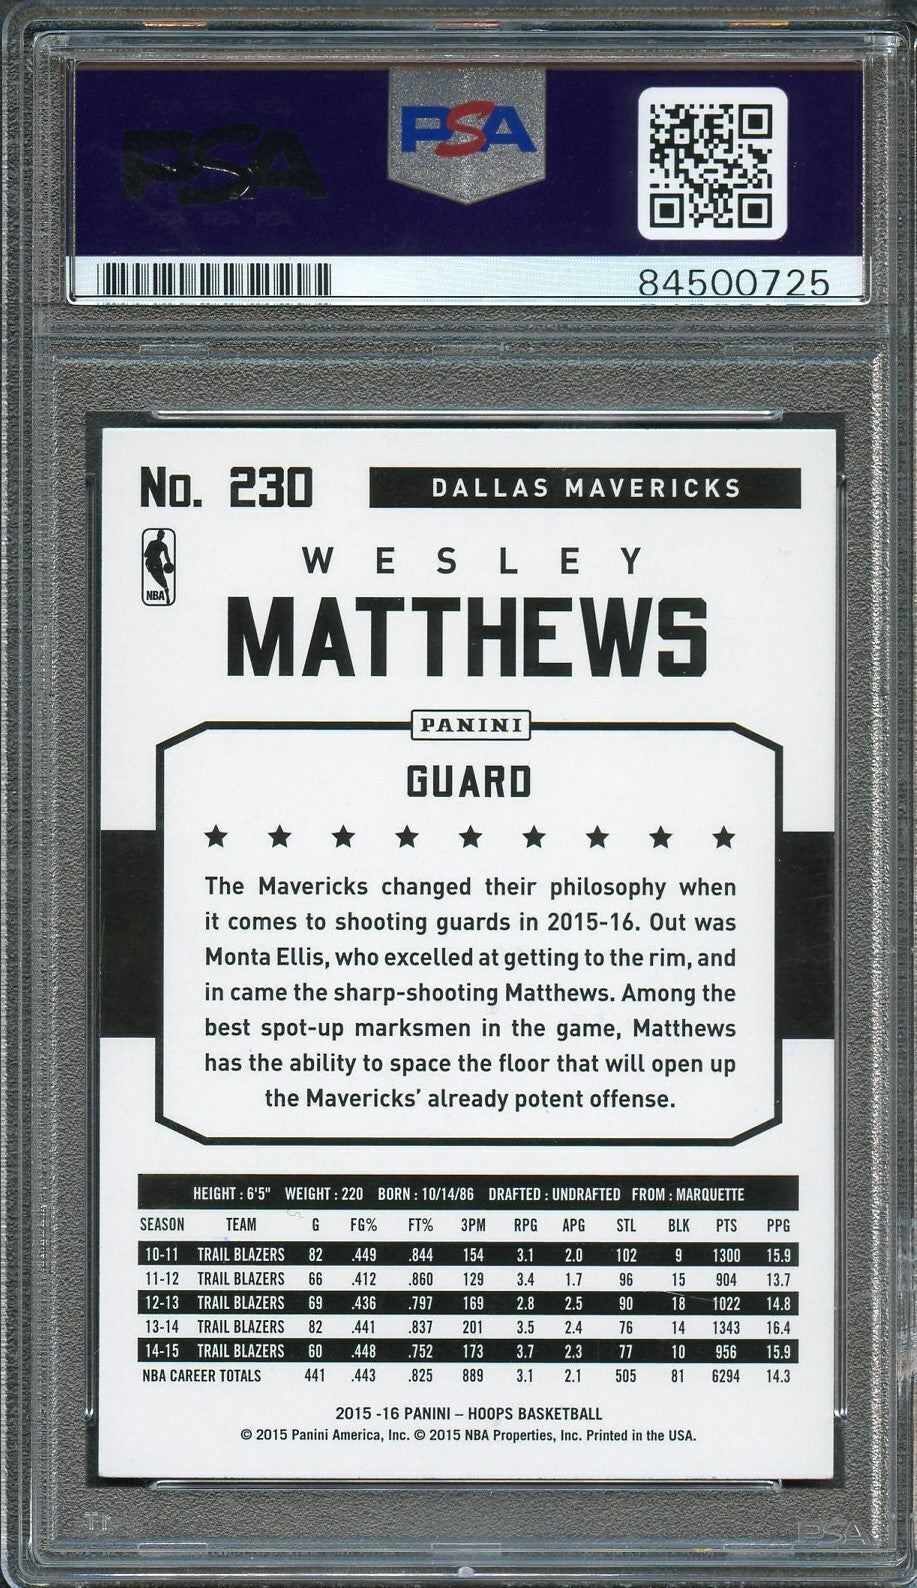 PSA
PSA
84500725
No. 230
DALLAS MAVERICKS
NBA
WESLEY
MATTHEWS
PANINI
GUARD
The Mavericks changed their philosophy when
it comes to shooting guards in 2015-16. Out was
Monta Ellis, who excelled at getting to the rim, and
in came the sharp-shooting Matthews. Among the
best spot-up marksmen in the game, Matthews
has the ability to space the floor that will open up
the Mavericks’ already potent offense.
HEIGHT : 6'5" WEIGHT : 220 BORN : 10/14/86 DRAFTED : UNDRAFTED FROM : MARQUETTE
SEASON TEAM G FG% FT% 3PM RPG APG STL BLK PTS PPG
10-11 TRAIL BLAZERS 82 .449 .844 154 3.1 2.0 102 9 1300 15.9
11-12 TRAIL BLAZERS 66 .412 .860 129 3.4 1.7 96 15 904 13.7
12-13 TRAIL BLAZERS 69 .436 .797 169 2.8 2.5 90 18 1022 14.8
13-14 TRAIL BLAZERS 82 .441 .837 201 3.5 2.4 76 14 1343 16.4
14-15 TRAIL BLAZERS 60 .448 .752 173 3.7 2.3 77 10 956 15.9
NBA CAREER TOTALS 441 .443 .825 889 3.1 2.1 505 81 6294 14.3
2015 -16 PANINI – HOOPS BASKETBALL
© 2015 Panini America, Inc. © 2015 NBA Properties, Inc. Printed in the USA.
PSA